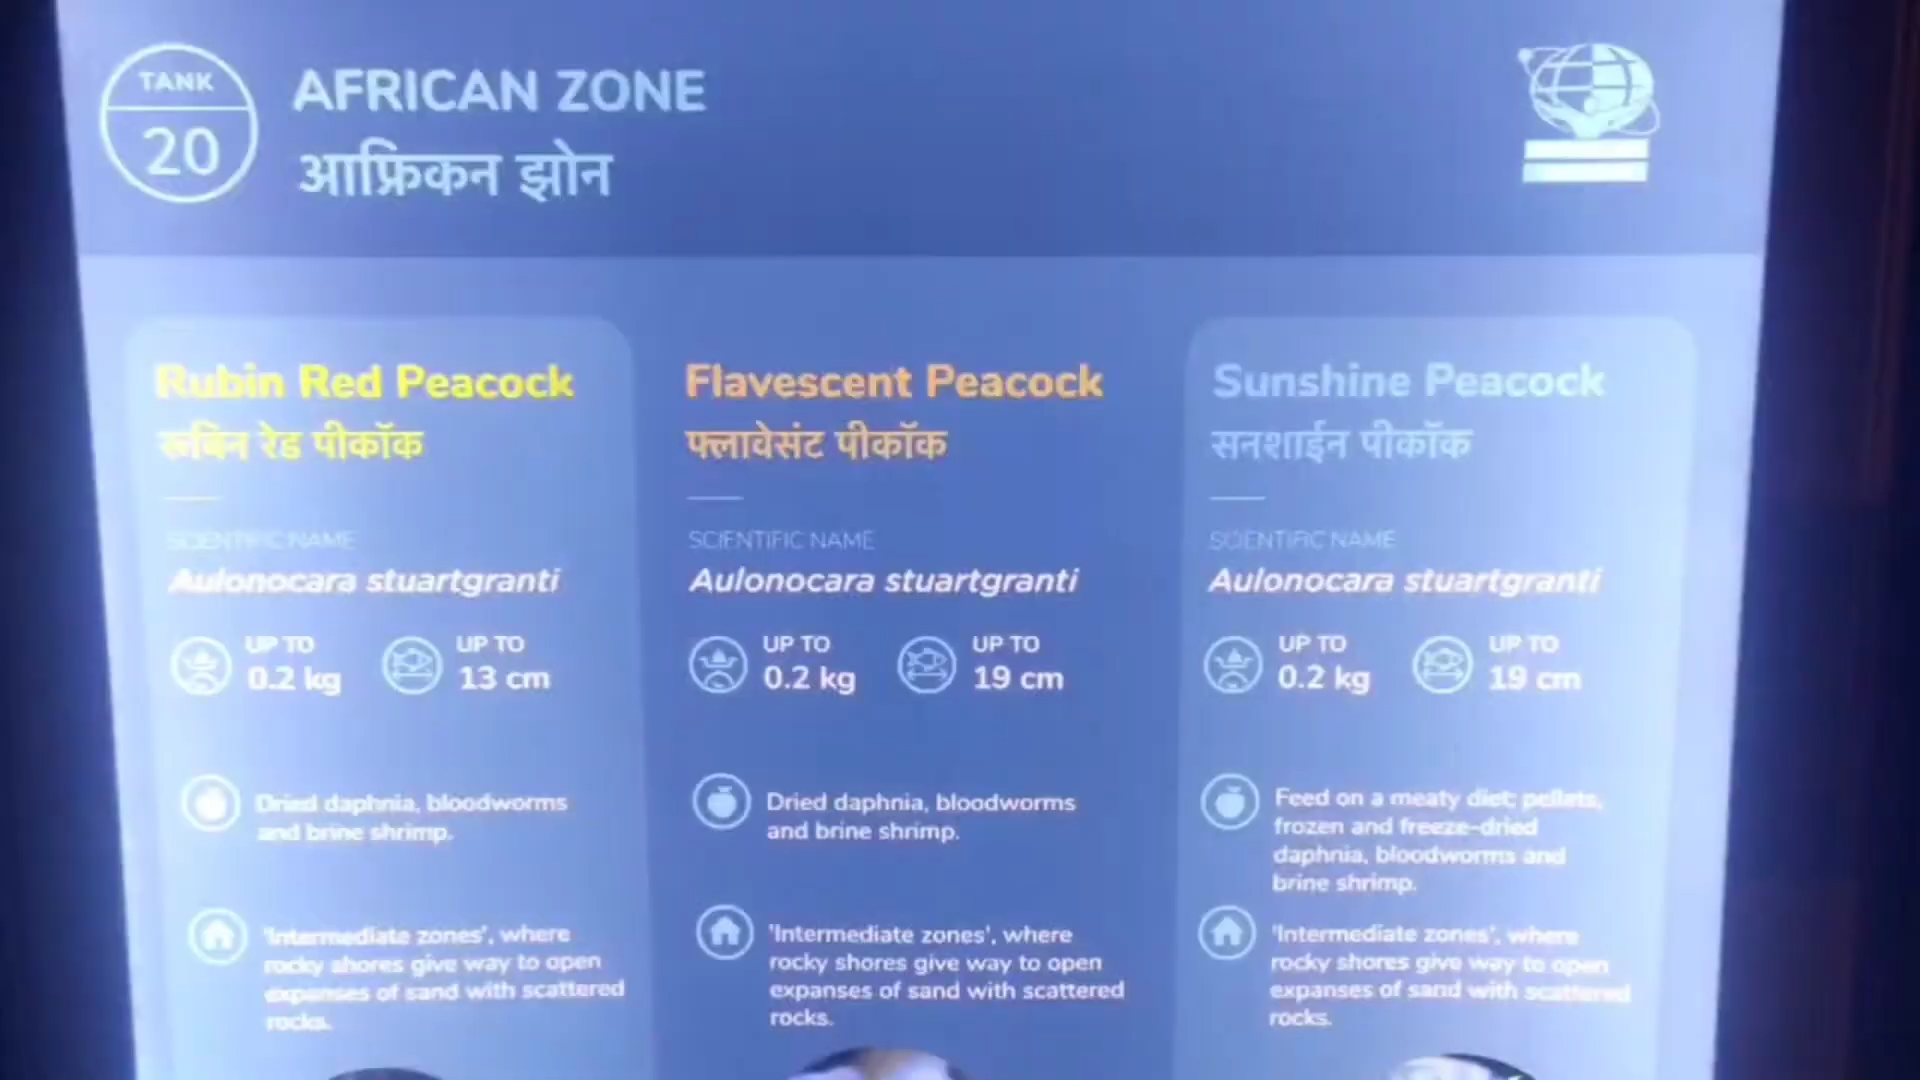 TANK
20
AFRICAN ZONE
आफ्रिकन झोन
Rubin Red Peacock
रूबिन रेड पीकॉक
SCIENTIFIC NAME
Aulonocara stuartgranti
UP TO
0.2 kg
UP TO
13 cm
Dried daphnia, bloodworms
and brine shrimp.
'Intermediate zones', where
rocky shores give way to open
expanses of sand with scattered
rocks.
Flavescent Peacock
फ्लावेसंट पीकॉक
SCIENTIFIC NAME
Aulonocara stuartgranti
UP TO
0.2 kg
UP TO
19 cm
Dried daphnia, bloodworms
and brine shrimp.
'Intermediate zones', where
rocky shores give way to open
expanses of sand with scattered
rocks.
Sunshine Peacock
सनशाईन पीकॉक
SCIENTIFIC NAME
Aulonocara stuartgranti
UP TO
0.2 kg
UP TO
19 cm
Feed on a meaty diet; pellets,
frozen and freeze-dried
daphnia, bloodworms and
brine shrimp.
'Intermediate zones', where
rocky shores give way to open
expanses of sand with scattered
rocks.